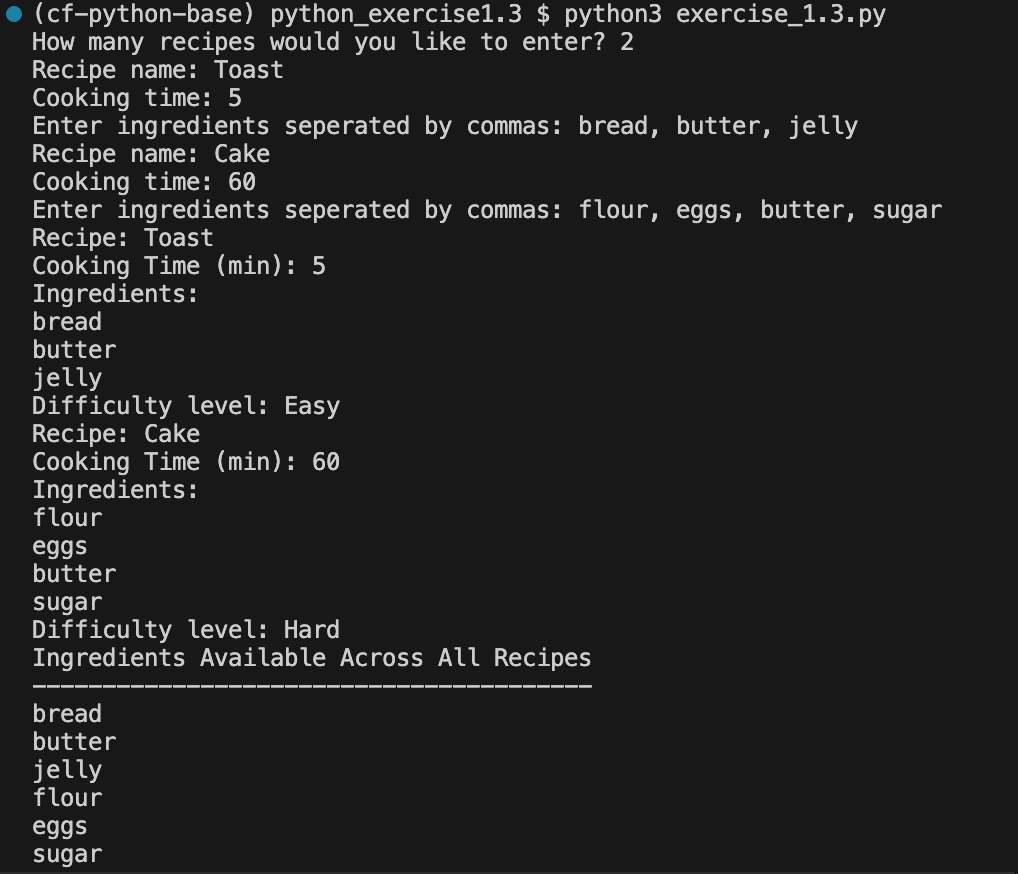 (cf-python-base) python_exercise1.3 $ python3 exercise_1.3.py
How many recipes would you like to enter? 2
Recipe name: Toast
Cooking time: 5
Enter ingredients seperated by commas: bread, butter, jelly
Recipe name: Cake
Cooking time: 60
Enter ingredients seperated by commas: flour, eggs, butter, sugar
Recipe: Toast
Cooking Time (min): 5
Ingredients:
bread
butter
jelly
Difficulty level: Easy
Recipe: Cake
Cooking Time (min): 60
Ingredients:
flour
eggs
butter
sugar
Difficulty level: Hard
Ingredients Available Across All Recipes
----------------------------------------
bread
butter
jelly
flour
eggs
sugar